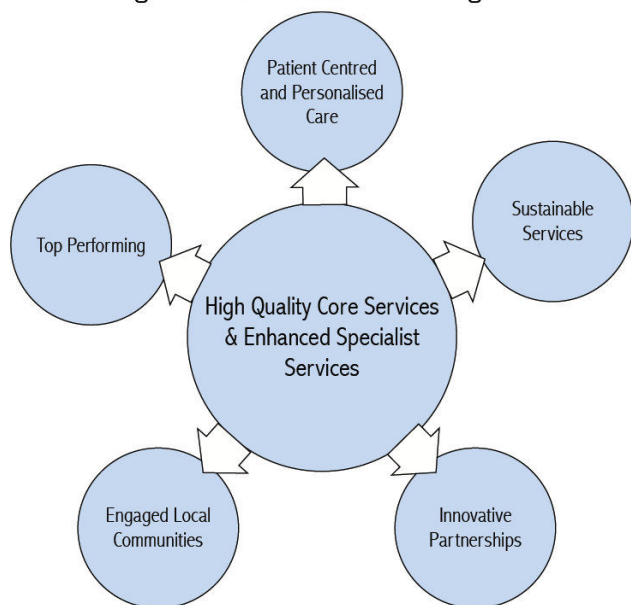 Patient Centred
and Personalised
Care
Sustainable
Services
Top Performing
High Quality Core Services
& Enhanced Specialist
Services
Engaged Local
Communities
Innovative
Partnerships